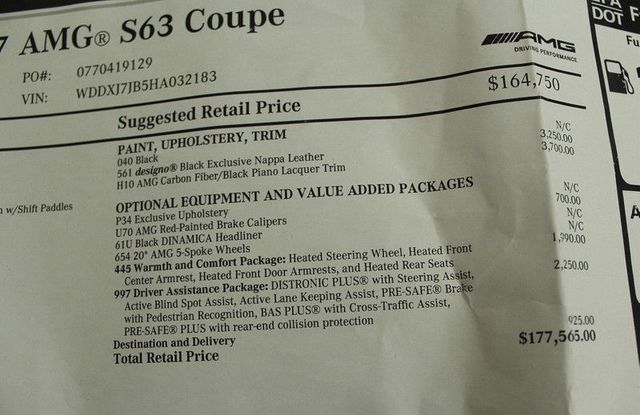 7 AMG® S63 Coupe
AMG
DRIVING PERFORMANCE
DOT
PO#: 0770419129
VIN: WDDXJ7JB5HA032183
Suggested Retail Price $164,750
PAINT, UPHOLSTERY, TRIM
040 Black N/C
561 designo® Black Exclusive Nappa Leather 3,250.00
H10 AMG Carbon Fiber/Black Piano Lacquer Trim 3,700.00
w/Shift Paddles
OPTIONAL EQUIPMENT AND VALUE ADDED PACKAGES
P34 Exclusive Upholstery N/C
U70 AMG Red-Painted Brake Calipers 700.00
61U Black DINAMICA Headliner N/C
654 20" AMG 5-Spoke Wheels N/C
445 Warmth and Comfort Package: Heated Steering Wheel, Heated Front 1,990.00
Center Armrest, Heated Front Door Armrests, and Heated Rear Seats
997 Driver Assistance Package: DISTRONIC PLUS® with Steering Assist, 2,250.00
Active Blind Spot Assist, Active Lane Keeping Assist, PRE-SAFE® Brake
with Pedestrian Recognition, BAS PLUS® with Cross-Traffic Assist,
PRE-SAFE® PLUS with rear-end collision protection
Destination and Delivery 925.00
Total Retail Price $177,565.00